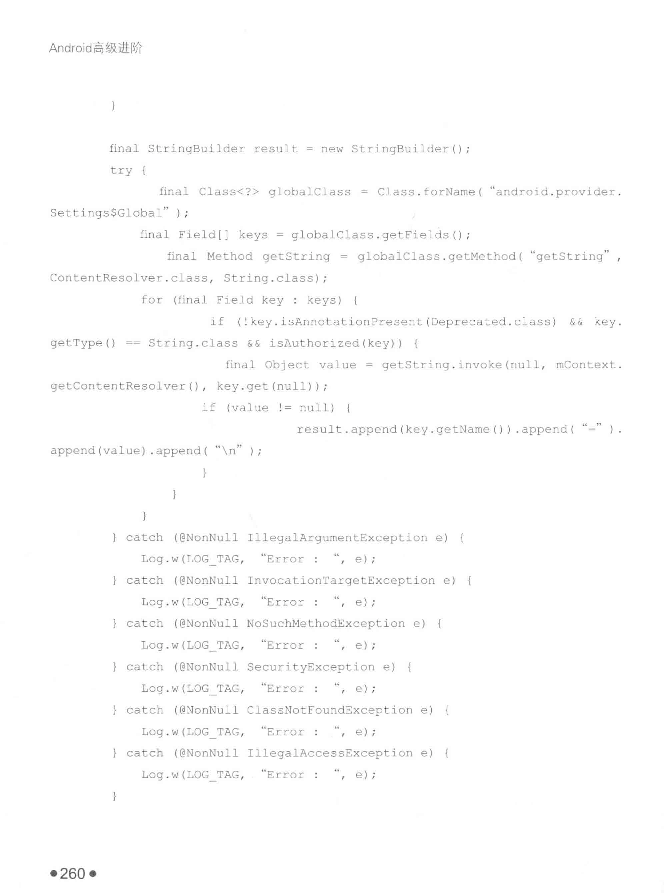 Android高级进阶
}
final StringBuilder result = new StringBuilder();
try {
final Class<?> globalClass = Class.forName( “android.provider.
Settings$Global” );
final Field[] keys = globalClass.getFields();
final Method getString = globalClass.getMethod( “getString” ,
ContentResolver.class, String.class);
for (final Field key : keys) {
if (!key.isAnnotationPresent(Deprecated.class) && key.
getType() == String.class && isAuthorized(key)) {
final Object value = getString.invoke(null, mContext.
getContentResolver(), key.get(null));
if (value != null) {
result.append(key.getName()).append( “=” ).
append(value).append( “\n” );
}
}
}
} catch (@NonNull IllegalArgumentException e) {
Log.w(LOG_TAG, “Error : “, e);
} catch (@NonNull InvocationTargetException e) {
Log.w(LOG_TAG, “Error : “, e);
} catch (@NonNull NoSuchMethodException e) {
Log.w(LOG_TAG, “Error : “, e);
} catch (@NonNull SecurityException e) {
Log.w(LOG_TAG, “Error : “, e);
} catch (@NonNull ClassNotFoundException e) {
Log.w(LOG_TAG, “Error : “, e);
} catch (@NonNull IllegalAccessException e) {
Log.w(LOG_TAG, “Error : “, e);
}
●260●